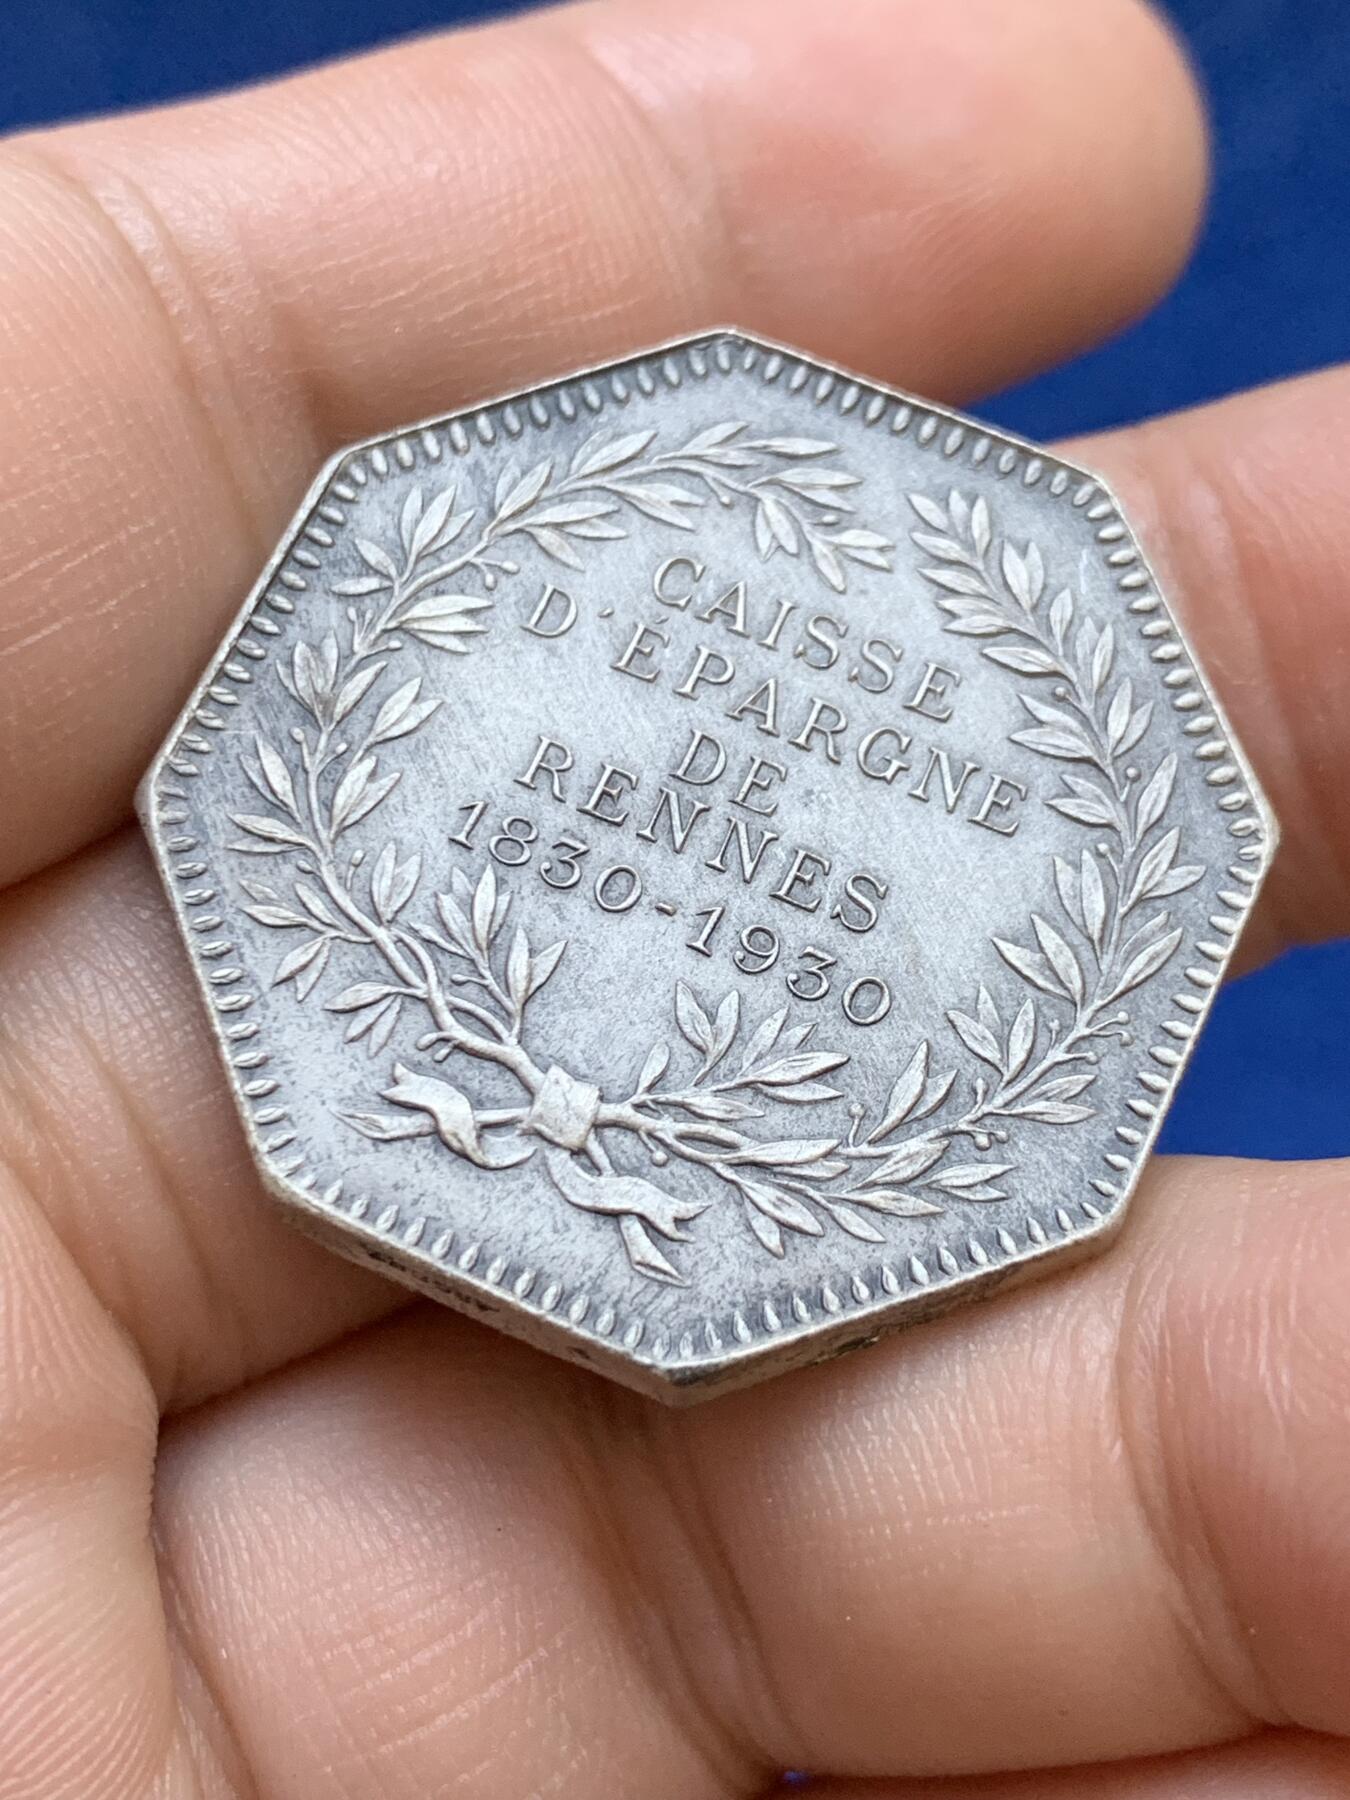 CAISSE
D'ÉPARGNE
DE
RENNES
1830-1930